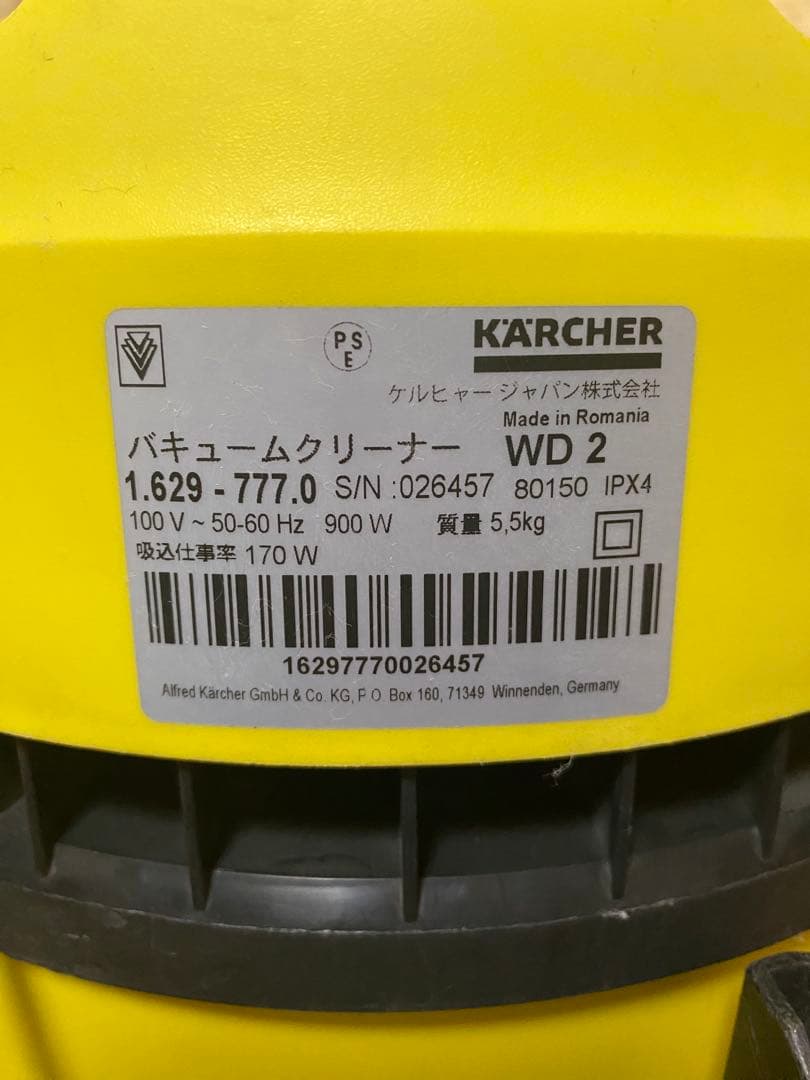 PSE
KÄRCHER
ケルヒャー ジャパン株式会社
Made in Romania
バキュームクリーナー WD 2
1.629 - 777.0 S/N :026457 80150 IPX4
100 V ~ 50-60 Hz 900 W 質量 5,5kg
吸込仕事率 170 W
16297770026457
Alfred Kärcher GmbH & Co. KG, P.O. Box 160, 71349 Winnenden, Germany